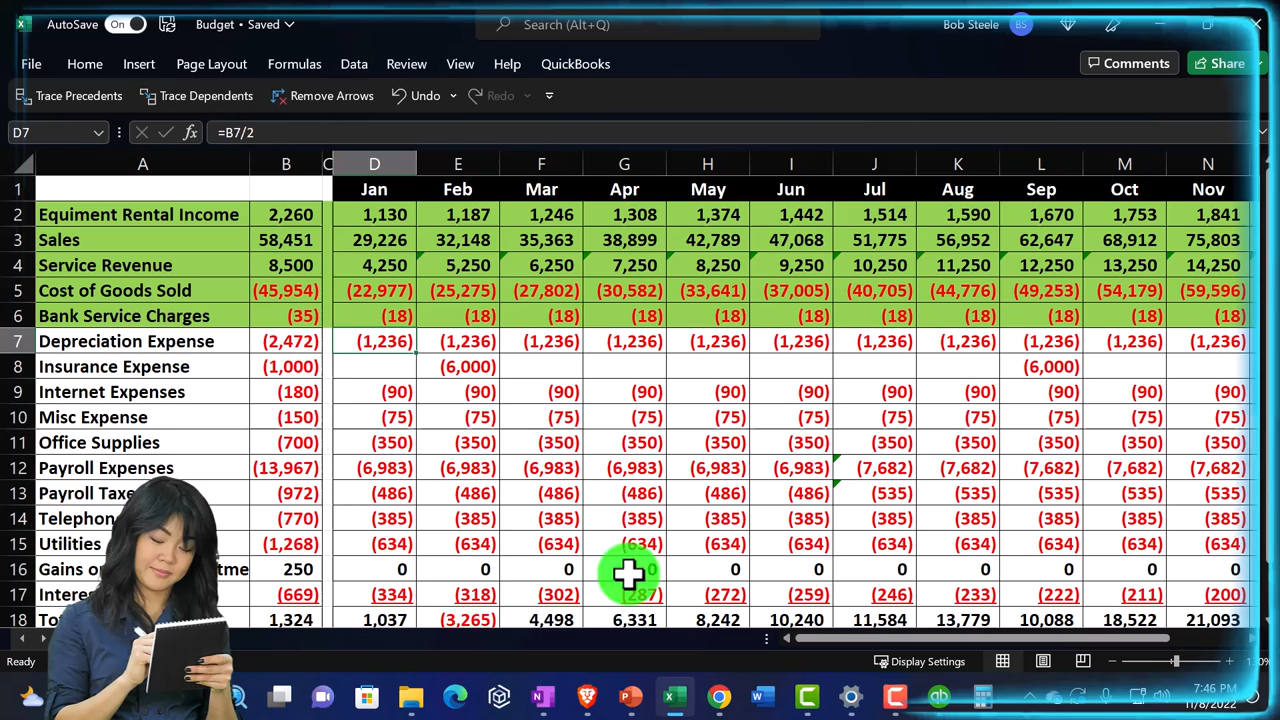 AutoSave On Budget • Saved Search (Alt+Q) Bob Steele BS
File Home Insert Page Layout Formulas Data Review View Help QuickBooks Comments Share
Trace Precedents Trace Dependents Remove Arrows Undo Redo
D7 fx =B7/2
A B C D E F G H I J K L M N
1 Jan Feb Mar Apr May Jun Jul Aug Sep Oct Nov
2 Equiment Rental Income 2,260 1,130 1,187 1,246 1,308 1,374 1,442 1,514 1,590 1,670 1,753 1,841
3 Sales 58,451 29,226 32,148 35,363 38,899 42,789 47,068 51,775 56,952 62,647 68,912 75,803
4 Service Revenue 8,500 4,250 5,250 6,250 7,250 8,250 9,250 10,250 11,250 12,250 13,250 14,250
5 Cost of Goods Sold (45,954) (22,977) (25,275) (27,802) (30,582) (33,641) (37,005) (40,705) (44,776) (49,253) (54,179) (59,596)
6 Bank Service Charges (35) (18) (18) (18) (18) (18) (18) (18) (18) (18) (18) (18)
7 Depreciation Expense (2,472) (1,236) (1,236) (1,236) (1,236) (1,236) (1,236) (1,236) (1,236) (1,236) (1,236) (1,236)
8 Insurance Expense (1,000) (6,000) (6,000)
9 Internet Expenses (180) (90) (90) (90) (90) (90) (90) (90) (90) (90) (90) (90)
10 Misc Expense (150) (75) (75) (75) (75) (75) (75) (75) (75) (75) (75) (75)
11 Office Supplies (700) (350) (350) (350) (350) (350) (350) (350) (350) (350) (350) (350)
12 Payroll Expenses (13,967) (6,983) (6,983) (6,983) (6,983) (6,983) (6,983) (7,682) (7,682) (7,682) (7,682) (7,682)
13 Payroll Taxe (972) (486) (486) (486) (486) (486) (486) (535) (535) (535) (535) (535)
14 Telephon (770) (385) (385) (385) (385) (385) (385) (385) (385) (385) (385) (385)
15 Utilities (1,268) (634) (634) (634) (634) (634) (634) (634) (634) (634) (634) (634)
16 Gains o tme 250 0 0 0 0 0 0 0 0 0 0 0
17 Interes (669) (334) (318) (302) (287) (272) (259) (246) (233) (222) (211) (200)
18 To 1,324 1,037 (3,265) 4,498 6,331 8,242 10,240 11,584 13,779 10,088 18,522 21,093
Ready Display Settings
7:46 PM
11/8/2022